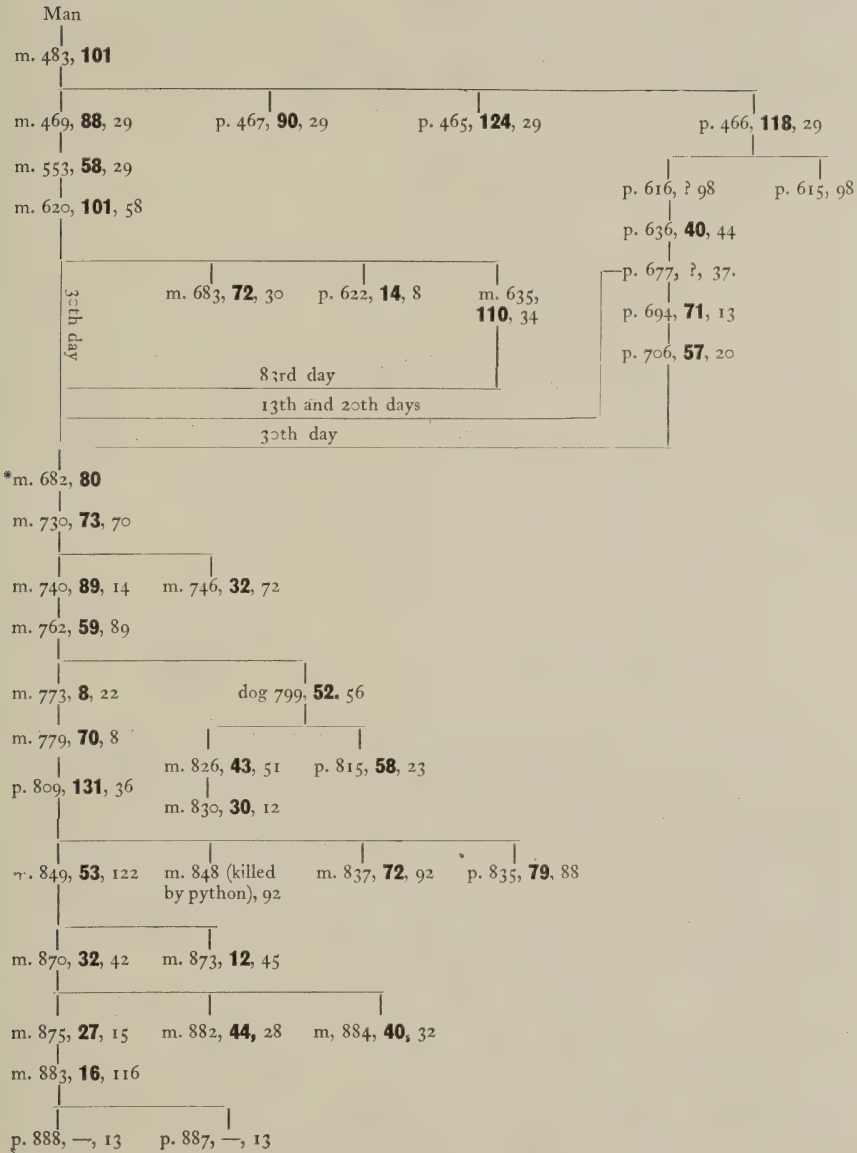 Man
m. 483, 101
m. 469, 88, 29 p. 467, 90, 29 p. 465, 124, 29 p. 466, 118, 29
m. 553, 58, 29
p. 616, ? 98 p. 615, 98
m. 620, 101, 58
p. 636, 40, 44
p. 677, ?, 37.
m. 683, 72, 30 p. 622, 14, 8 m. 635,
110, 34
p. 694, 71, 13
30th day
p. 706, 57, 20
83rd day
13th and 20th days
30th day
*m. 682, 80
m. 730, 73, 70
m. 740, 89, 14 m. 746, 32, 72
m. 762, 59, 89
m. 773, 8, 22 dog 799, 52. 56
m. 779, 70, 8
m. 826, 43, 51 p. 815, 58, 23
p. 809, 131, 36
m. 830, 30, 12
849, 53, 122 m. 848 (killed m. 837, 72, 92 p. 835, 79, 88
by python), 92
m. 870, 32, 42 m. 873, 12, 45
m. 875, 27, 15 m. 882, 44, 28 m, 884, 40, 32
m. 883, 16, 116
p. 888, —, 13 p. 887, —, 13